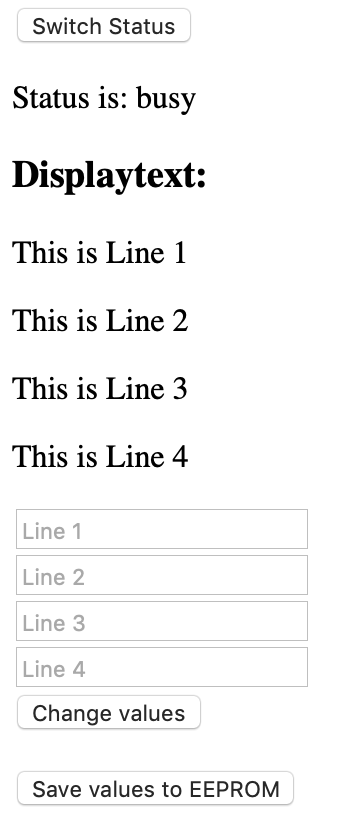 Switch Status
Status is: busy
Displaytext:
This is Line 1
This is Line 2
This is Line 3
This is Line 4
Line 1
Line 2
Line 3
Line 4
Change values
Save values to EEPROM